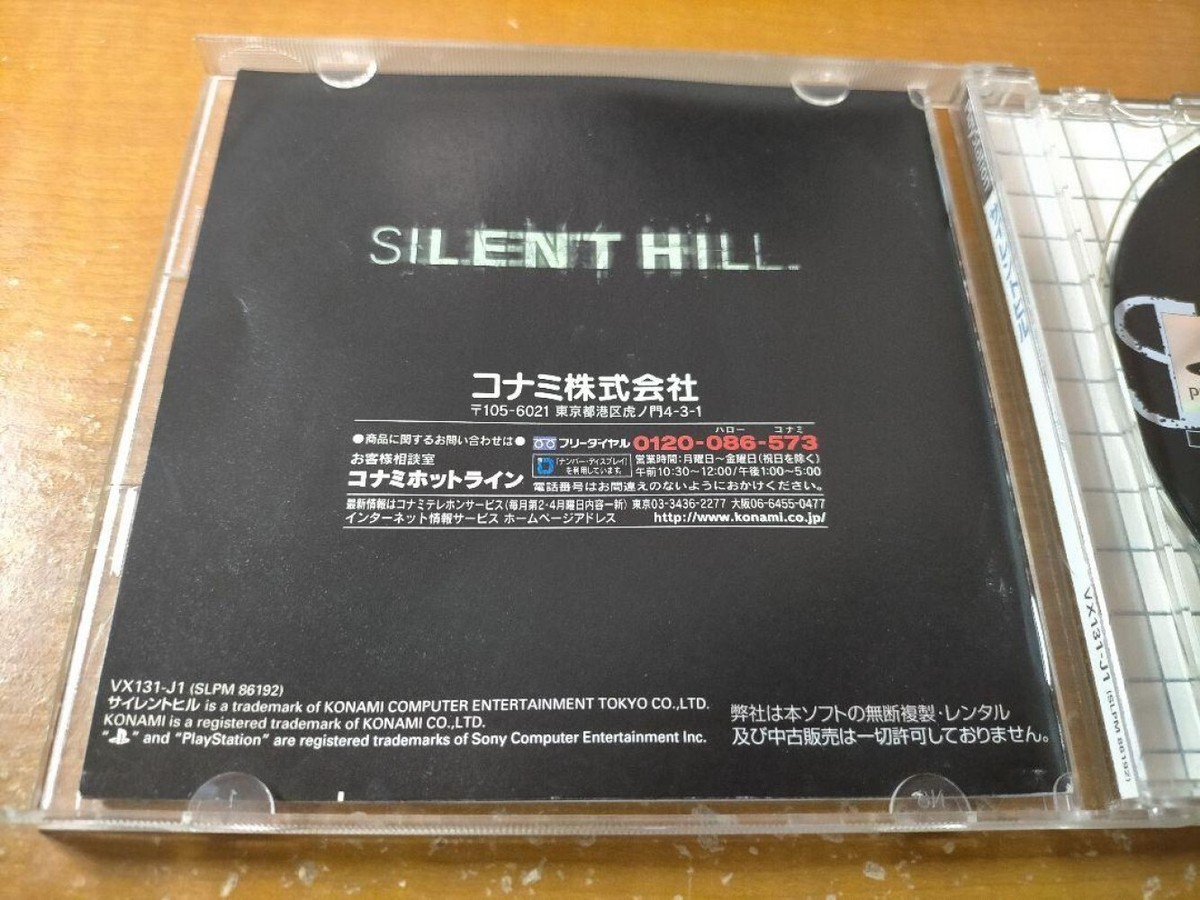 SILENT HILL.
コナミ株式会社
〒105-6021 東京都港区虎ノ門4-3-1
●商品に関するお問い合わせは●
お客様相談室
コナミホットライン
フリーダイヤル
ハロー コナミ
0120-086-573
「ナンバー・ディスプレイ」
を利用しています。
営業時間:月曜日〜金曜日(祝日を除く)
午前10:30〜12:00/午後1:00〜5:00
電話番号はお間違えのないようにおかけください。
最新情報はコナミテレホンサービス(毎月第2・4月曜日内容一新) 東京03-3436-2277 大阪06-6455-0477
インターネット情報サービス ホームページアドレス http://www.konami.co.jp/
VX131-J1 (SLPM 86192)
サイレントヒル is a trademark of KONAMI COMPUTER ENTERTAINMENT TOKYO CO.,LTD.
KONAMI is a registered trademark of KONAMI CO.,LTD.
" " and "PlayStation" are registered trademarks of Sony Computer Entertainment Inc.
弊社は本ソフトの無断複製・レンタル
及び中古販売は一切許可しておりません。
PlayStation
サイレントヒル
VX131-J1 (SLPM 86192)
P